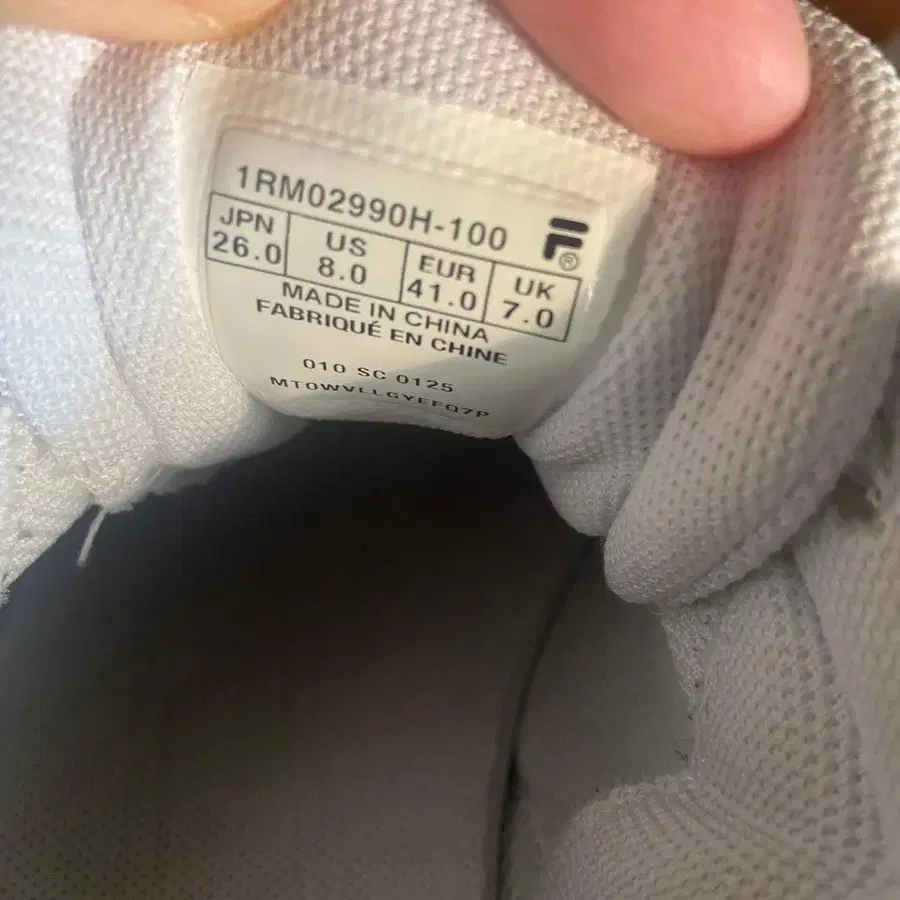 1RM02990H-100
JPN US EUR UK
26.0 8.0 41.0 7.0
MADE IN CHINA
FABRIQUÉ EN CHINE
010 SC 0125
MT0WVLLGYEFQ7P